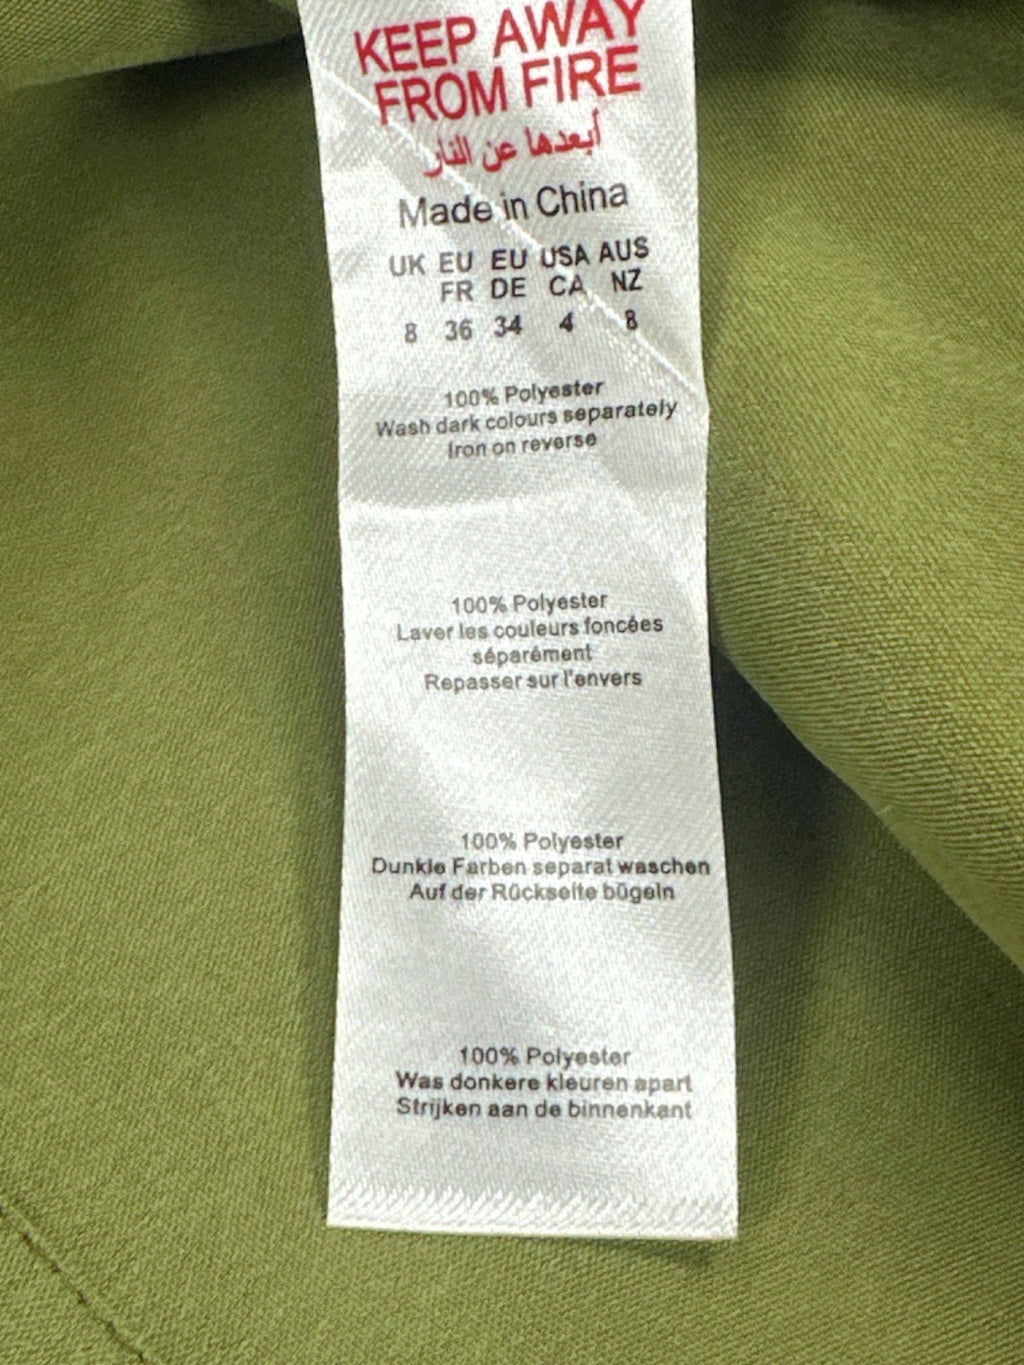 KEEP AWAY
FROM FIRE
أبعدها عن النار
Made in China
UK EU EU USA AUS
FR DE CA NZ
8 36 34 4 8
100% Polyester
Wash dark colours separately
Iron on reverse
100% Polyester
Laver les couleurs foncées
séparément
Repasser sur l'envers
100% Polyester
Dunkle Farben separat waschen
Auf der Rückseite bügeln
100% Polyester
Was donkere kleuren apart
Strijken aan de binnenkant